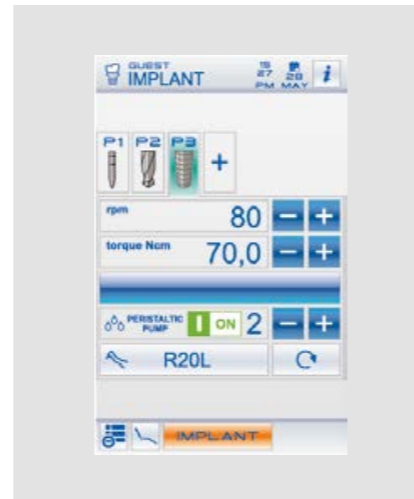 GUEST
IMPLANT
15
27
PM
28
MAY
i
P1 P2 P3
+
rpm 80 - +
torque Ncm 70,0 - +
PERISTALTIC
PUMP
I ON 2 - +
R20L
IMPLANT